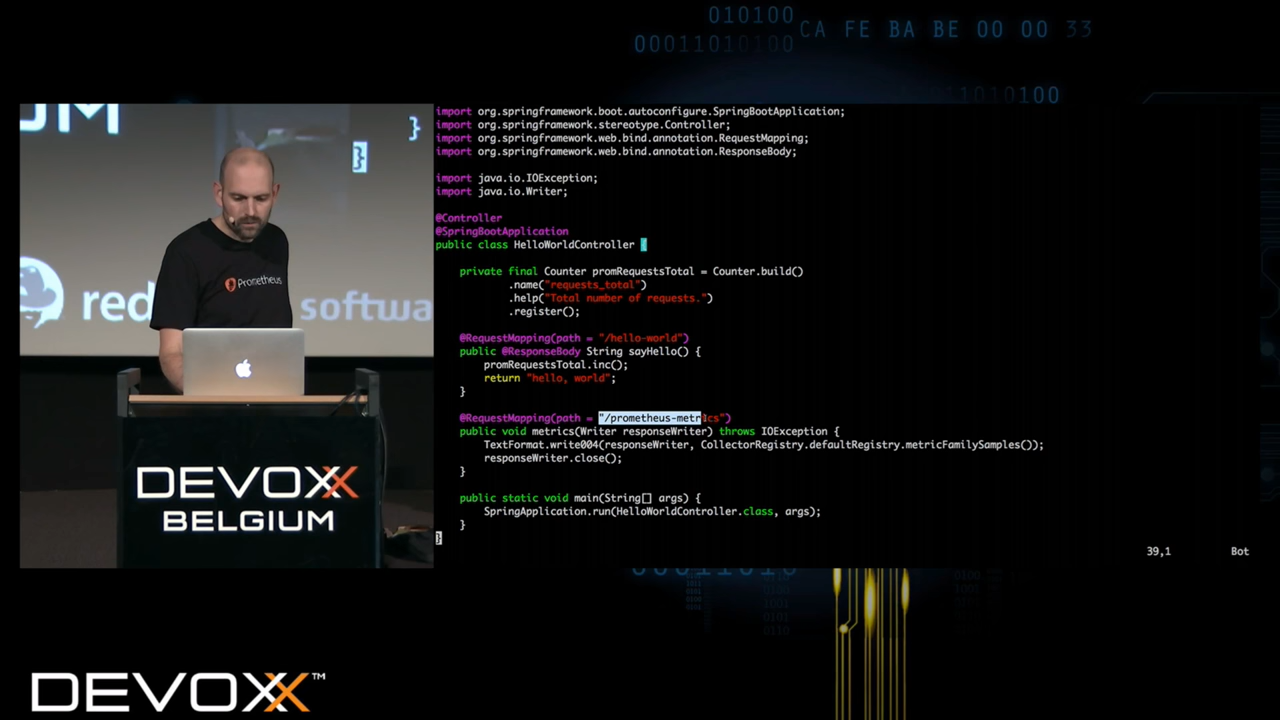 010100
00011010100
CA FE BA BE 00 00 33
1010100
}
}
red
softwa
Prometheus
DEVOXX
BELGIUM
import org.springframework.boot.autoconfigure.SpringBootApplication;
import org.springframework.stereotype.Controller;
import org.springframework.web.bind.annotation.RequestMapping;
import org.springframework.web.bind.annotation.ResponseBody;
import java.io.IOException;
import java.io.Writer;
@Controller
@SpringBootApplication
public class HelloWorldController {
private final Counter promRequestsTotal = Counter.build()
.name("requests_total")
.help("Total number of requests.")
.register();
@RequestMapping(path = "/hello-world")
public @ResponseBody String sayHello() {
promRequestsTotal.inc();
return "hello, world";
}
@RequestMapping(path = "/prometheus-metrics")
public void metrics(Writer responseWriter) throws IOException {
TextFormat.write004(responseWriter, CollectorRegistry.defaultRegistry.metricFamilySamples());
responseWriter.close();
}
public static void main(String[] args) {
SpringApplication.run(HelloWorldController.class, args);
}
}
39,1 Bot
DEVOXX™